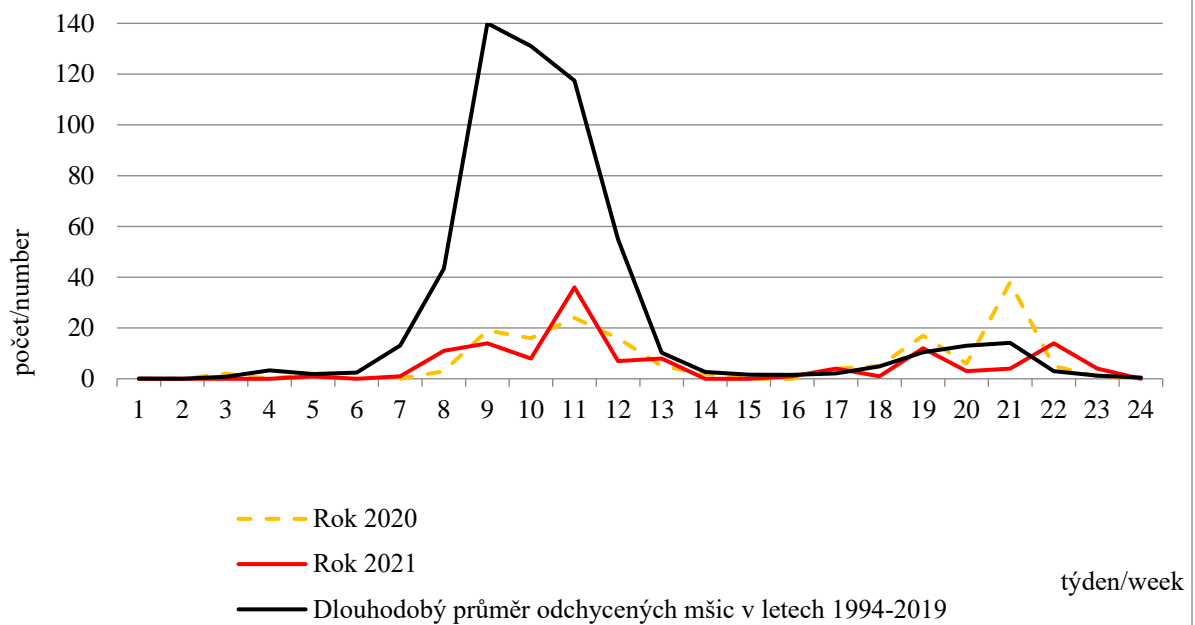 140
120
100
80
60
40
20
0
počet/number
1 2 3 4 5 6 7 8 9 10 11 12 13 14 15 16 17 18 19 20 21 22 23 24
týden/week
Rok 2020
Rok 2021
Dlouhodobý průměr odchycených mšic v letech 1994-2019